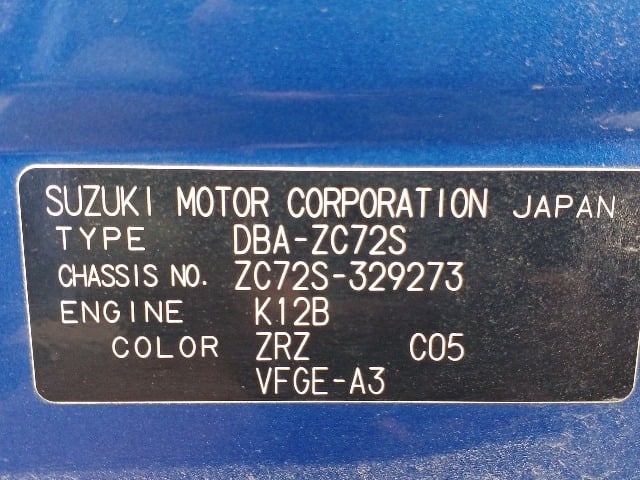 SUZUKI MOTOR CORPORATION JAPAN
TYPE DBA-ZC72S
CHASSIS NO. ZC72S-329273
ENGINE K12B
COLOR ZRZ C05
VFGE-A3